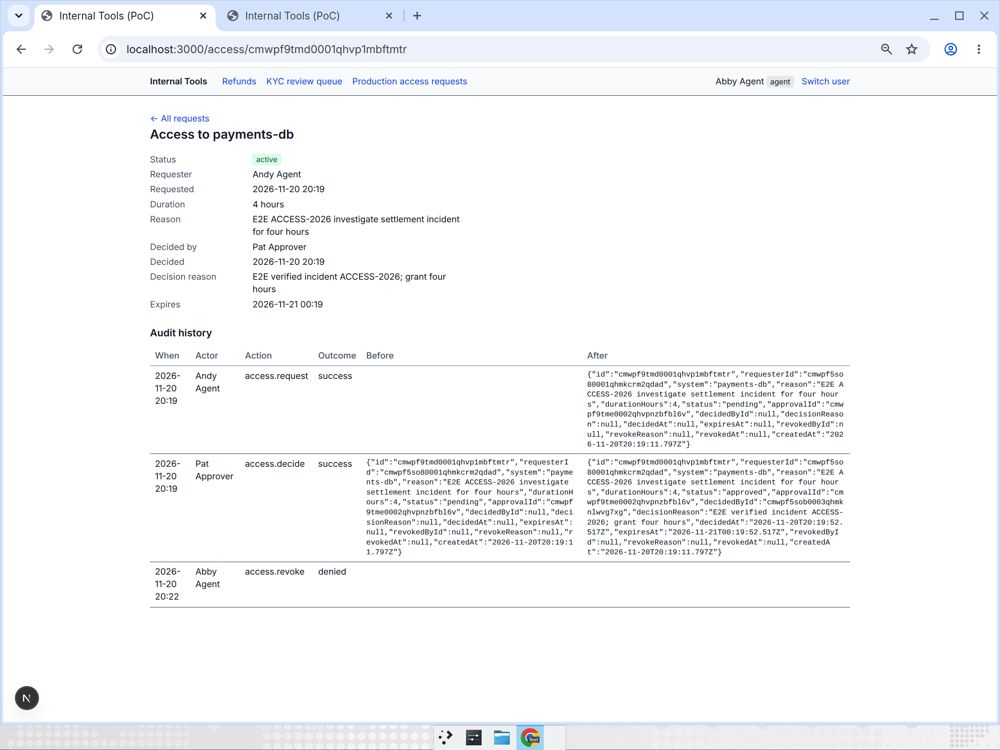 Internal Tools (PoC)
Internal Tools (PoC)
localhost:3000/access/cmwpf9tmd0001qhvp1mbftmtr
Internal Tools Refunds KYC review queue Production access requests Abby Agent agent Switch user
← All requests
Access to payments-db
Status active
Requester Andy Agent
Requested 2026-11-20 20:19
Duration 4 hours
Reason E2E ACCESS-2026 investigate settlement incident
for four hours
Decided by Pat Approver
Decided 2026-11-20 20:19
Decision reason E2E verified incident ACCESS-2026; grant four
hours
Expires 2026-11-21 00:19
Audit history
When Actor Action Outcome Before After
2026-
11-20
20:19
Andy
Agent
access.request
success
{"id":"cmwpf9tmd0001qhvp1mbftmtr","requesterId":"cmwpf5so
80001qhmkcrm2qdad","system":"payments-db","reason":"E2E A
CCESS-2026 investigate settlement incident for four hour
s","durationHours":4,"status":"pending","approvalId":"cmw
pf9tme0002qhvpnzbfbl6v","decidedById":null,"decisionReaso
n":null,"decidedAt":null,"expiresAt":null,"revokedById":n
ull,"revokeReason":null,"revokedAt":null,"createdAt":"202
6-11-20T20:19:11.797Z"}
2026-
11-20
20:19
Pat
Approver
access.decide
success
{"id":"cmwpf9tmd0001qhvp1mbftmtr","requesterI
d":"cmwpf5so80001qhmkcrm2qdad","system":"payme
nts-db","reason":"E2E ACCESS-2026 investigate
settlement incident for four hours","durationH
ours":4,"status":"pending","approvalId":"cmwpf
9tme0002qhvpnzbfbl6v","decidedById":null,"deci
sionReason":null,"decidedAt":null,"expiresAt":
null,"revokedById":null,"revokeReason":null,"r
evokedAt":null,"createdAt":"2026-11-20T20:19:1
1.797Z"}
{"id":"cmwpf9tmd0001qhvp1mbftmtr","requesterId":"cmwpf5so
80001qhmkcrm2qdad","system":"payments-db","reason":"E2E A
CCESS-2026 investigate settlement incident for four hour
s","durationHours":4,"status":"approved","approvalId":"cm
wpf9tme0002qhvpnzbfbl6v","decidedById":"cmwpf5sob0003qhmk
nlwvg7xg","decisionReason":"E2E verified incident ACCESS-
2026; grant four hours","decidedAt":"2026-11-20T20:19:52.
517Z","expiresAt":"2026-11-21T00:19:52.517Z","revokedByI
d":null,"revokeReason":null,"revokedAt":null,"createdA
t":"2026-11-20T20:19:11.797Z"}
2026-
11-20
20:22
Abby
Agent
access.revoke
denied
N